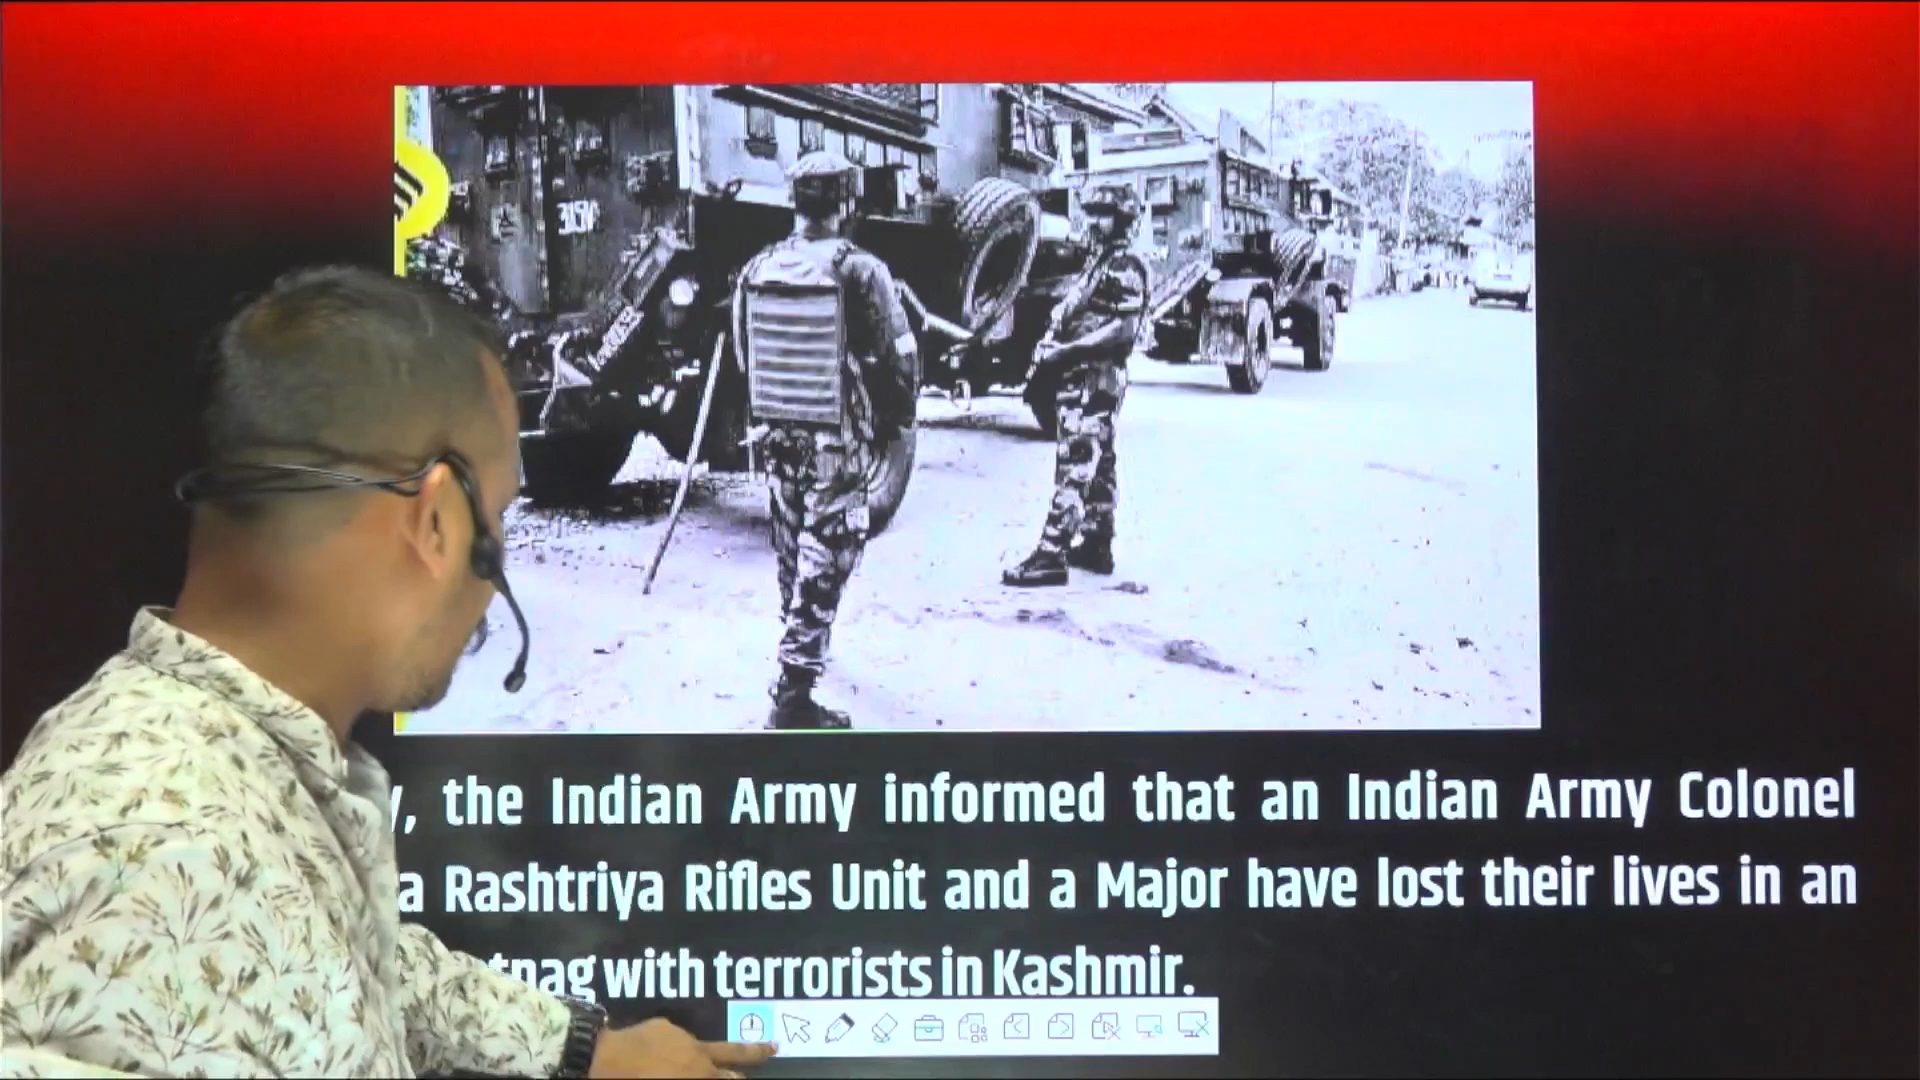 the Indian Army informed that an Indian Army Colonel
a Rashtriya Rifles Unit and a Major have lost their lives in an
with terrorists in Kashmir.